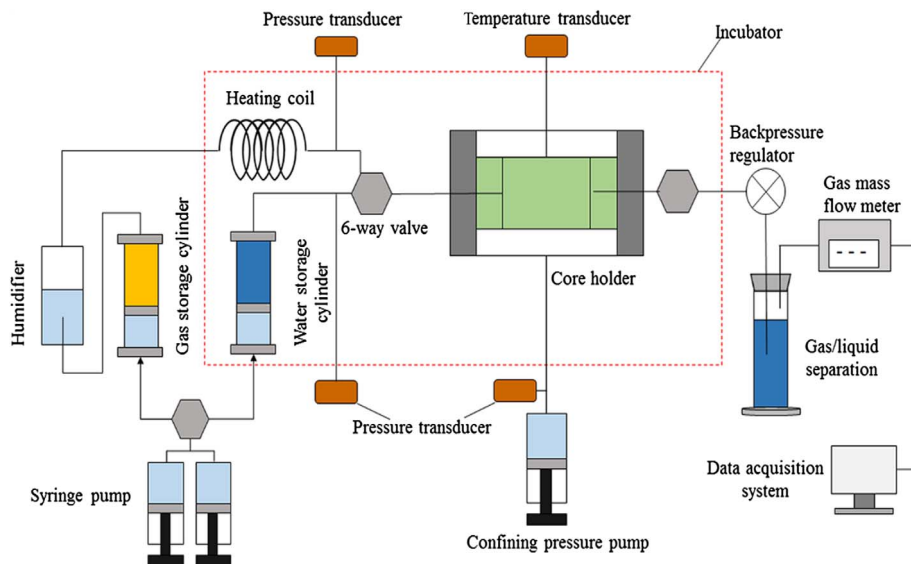 Pressure transducer
Temperature transducer
Incubator
Heating coil
Backpressure
regulator
Gas mass
flow meter
6-way valve
Core holder
Humidifier
Gas storage cylinder
Water storage
cylinder
Gas/liquid
separation
Pressure transducer
Syringe pump
Confining pressure pump
Data acquisition
system
---